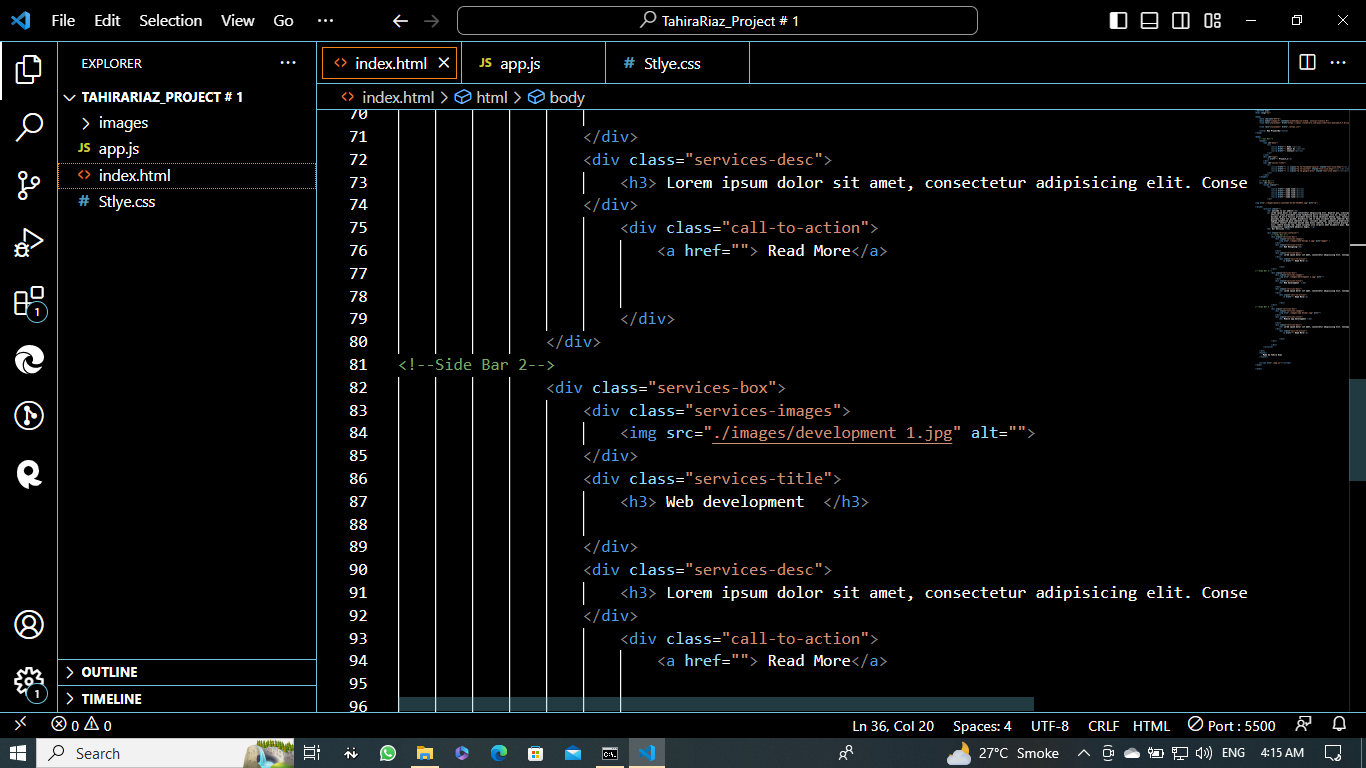 File Edit Selection View Go ··· TahiraRiaz_Project # 1
EXPLORER ···
TAHIRARIAZ_PROJECT # 1
images
JS app.js
<> index.html
# Stlye.css
OUTLINE
TIMELINE
1
1
<> index.html × JS app.js # Stlye.css ···
<> index.html > html > body
70
71 </div>
72 <div class="services-desc">
73 <h3> Lorem ipsum dolor sit amet, consectetur adipisicing elit. Conse
74 </div>
75 <div class="call-to-action">
76 <a href=""> Read More</a>
77
78
79 </div>
80 </div>
81 <!--Side Bar 2-->
82 <div class="services-box">
83 <div class="services-images">
84 <img src="./images/development 1.jpg" alt="">
85 </div>
86 <div class="services-title">
87 <h3> Web development  </h3>
88
89 </div>
90 <div class="services-desc">
91 <h3> Lorem ipsum dolor sit amet, consectetur adipisicing elit. Conse
92 </div>
93 <div class="call-to-action">
94 <a href=""> Read More</a>
95
96
0 0 Ln 36, Col 20 Spaces: 4 UTF-8 CRLF HTML Port : 5500
Search 27°C Smoke ENG 4:15 AM